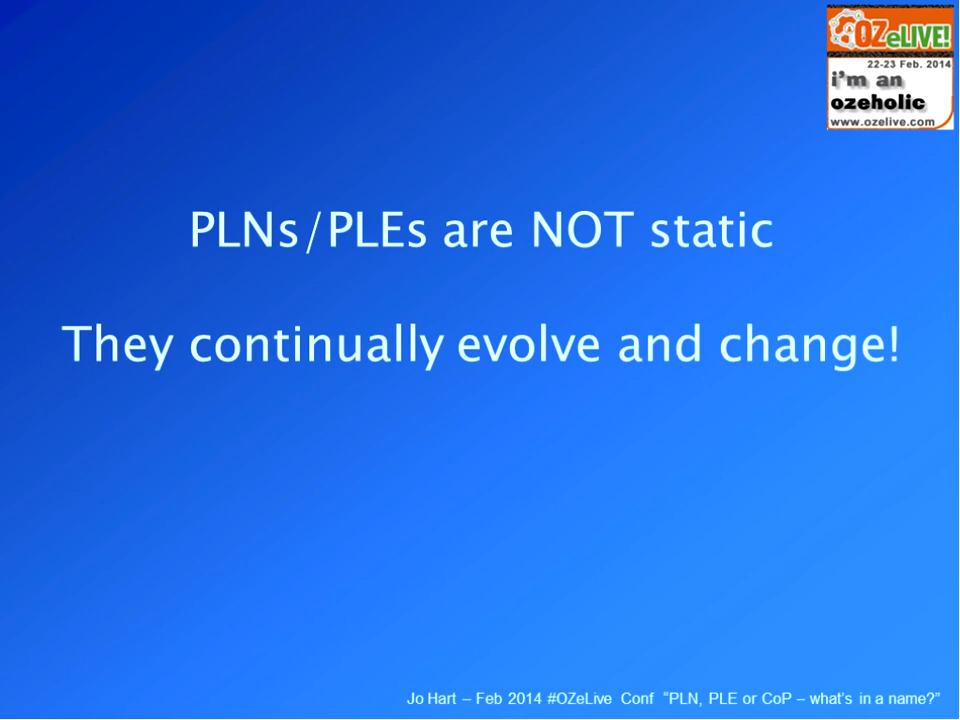 OZeLIVE!
22-23 Feb. 2014
i'm an
ozeholic
www.ozelive.com
PLNs/PLEs are NOT static
They continually evolve and change!
Jo Hart – Feb 2014 #OZeLive Conf “PLN, PLE or CoP – what’s in a name?”